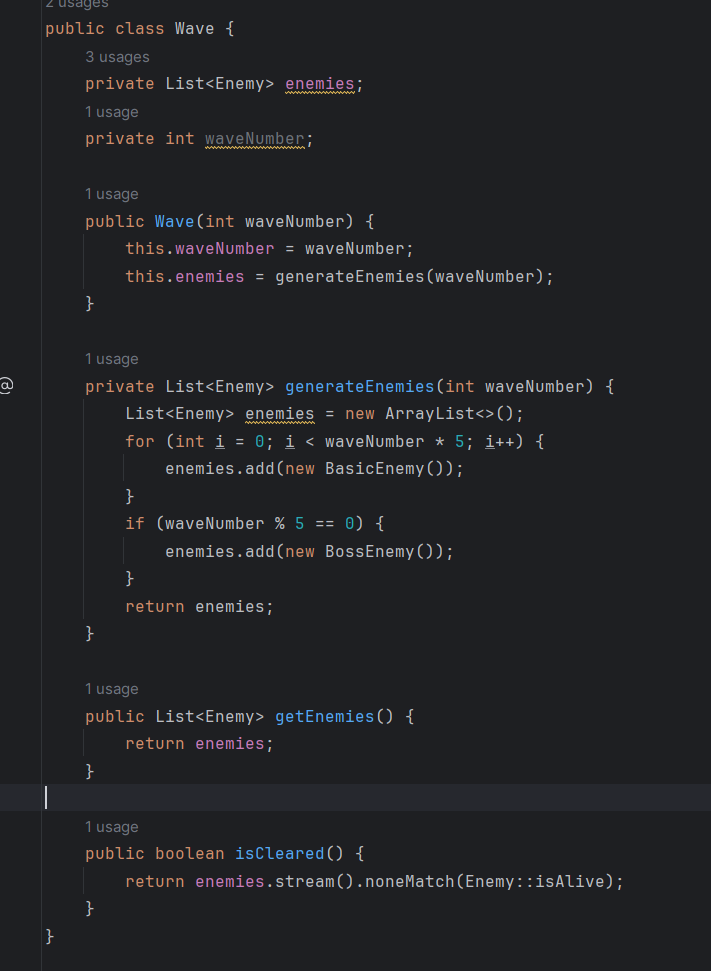 2 usages
public class Wave {
3 usages
private List<Enemy> enemies;
1 usage
private int waveNumber;
1 usage
public Wave(int waveNumber) {
this.waveNumber = waveNumber;
this.enemies = generateEnemies(waveNumber);
}
1 usage
@
private List<Enemy> generateEnemies(int waveNumber) {
List<Enemy> enemies = new ArrayList<>();
for (int i = 0; i < waveNumber * 5; i++) {
enemies.add(new BasicEnemy());
}
if (waveNumber % 5 == 0) {
enemies.add(new BossEnemy());
}
return enemies;
}
1 usage
public List<Enemy> getEnemies() {
return enemies;
}
1 usage
public boolean isCleared() {
return enemies.stream().noneMatch(Enemy::isAlive);
}
}